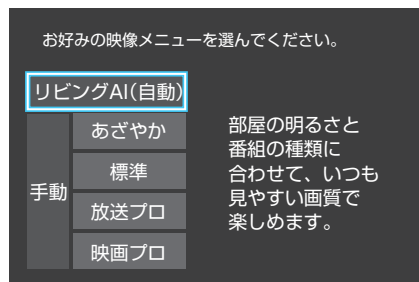 お好みの映像メニューを選んでください。
リビングAI(自動)
手動
あざやか
標準
放送プロ
映画プロ
部屋の明るさと
番組の種類に
合わせて、いつも
見やすい画質で
楽しめます。